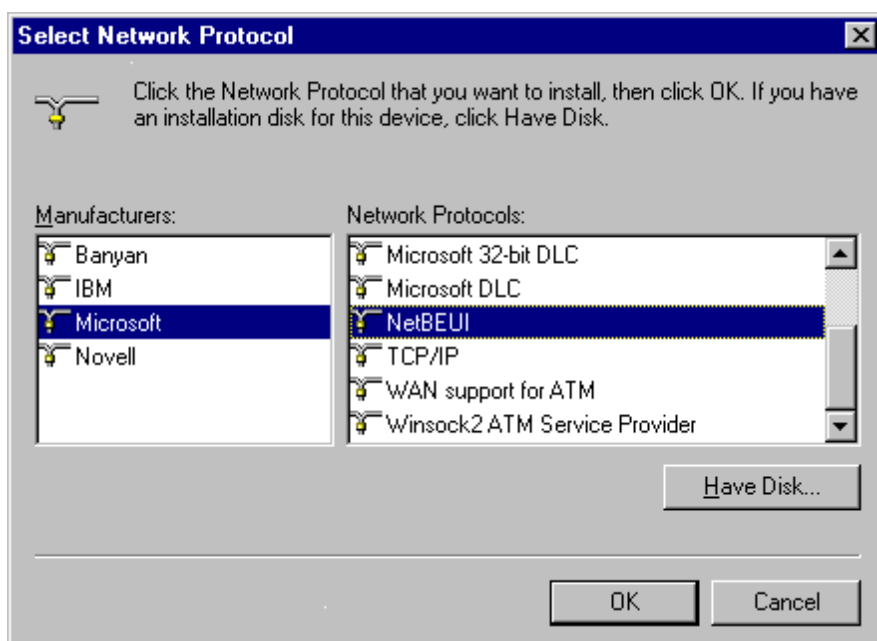 Select Network Protocol
Click the Network Protocol that you want to install, then click OK. If you have
an installation disk for this device, click Have Disk.
Manufacturers:
Banyan
IBM
Microsoft
Novell
Network Protocols:
Microsoft 32-bit DLC
Microsoft DLC
NetBEUI
TCP/IP
WAN support for ATM
Winsock2 ATM Service Provider
Have Disk...
OK
Cancel